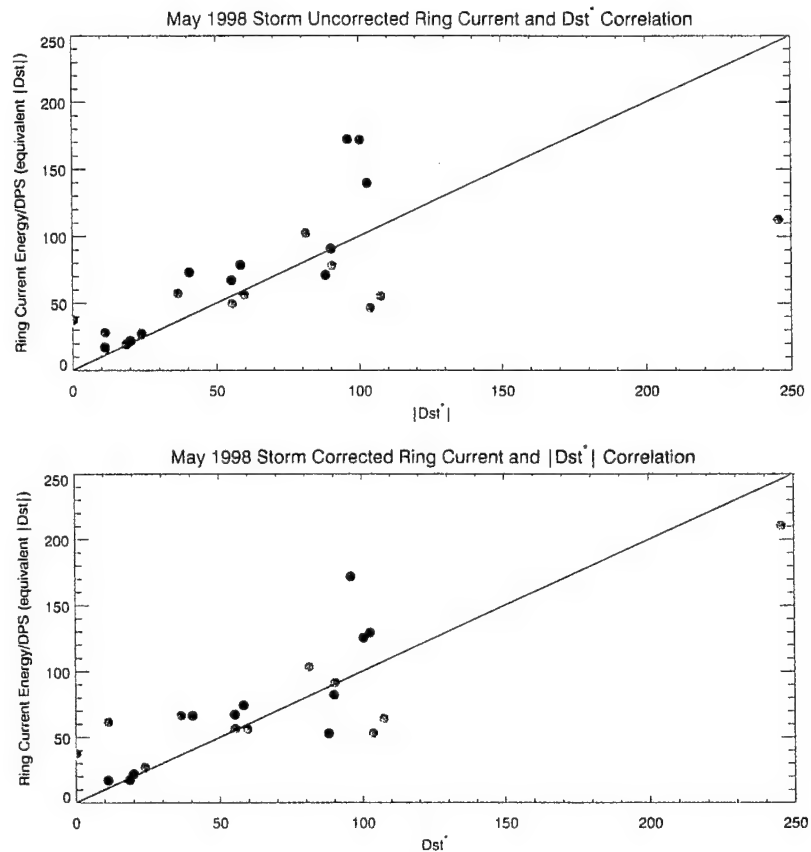 May 1998 Storm Uncorrected Ring Current and Dst* Correlation
Ring Current Energy/DPS (equivalent |Dst|)
250
200
150
100
50
0
0 50 100 150 200 250
|Dst*|
May 1998 Storm Corrected Ring Current and |Dst*| Correlation
Ring Current Energy/DPS (equivalent |Dst|)
250
200
150
100
50
0
0 50 100 150 200 250
Dst*